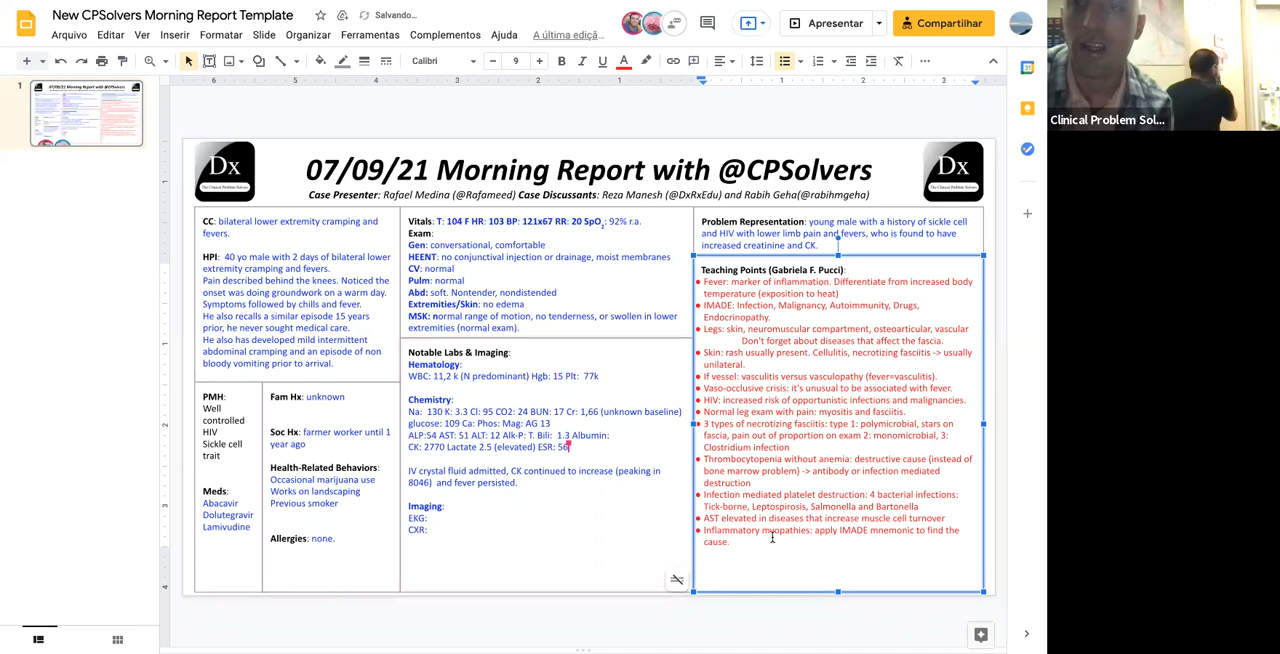 New CPSolvers Morning Report Template
Salvando...
Arquivo Editar Ver Inserir Formatar Slide Organizar Ferramentas Complementos Ajuda A última ediçã...
Apresentar
Compartilhar
Calibri
9
1
Clinical Problem Sol...
Dx
The Clinical Problem Solvers
07/09/21 Morning Report with @CPSolvers
Case Presenter: Rafael Medina (@Rafameed) Case Discussants: Reza Manesh (@DxRxEdu) and Rabih Geha(@rabihmgeha)
Dx
The Clinical Problem Solvers
CC: bilateral lower extremity cramping and
fevers.
HPI: 40 yo male with 2 days of bilateral lower
extremity cramping and fevers.
Pain described behind the knees. Noticed the
onset was doing groundwork on a warm day.
Symptoms followed by chills and fever.
He also recalls a similar episode 15 years
prior, he never sought medical care.
He also has developed mild intermittent
abdominal cramping and an episode of non
bloody vomiting prior to arrival.
PMH:
Well
controlled
HIV
Sickle cell
trait
Meds:
Abacavir
Dolutegravir
Lamivudine
Fam Hx: unknown
Soc Hx: farmer worker until 1
year ago
Health-Related Behaviors:
Occasional marijuana use
Works on landscaping
Previous smoker
Allergies: none.
Vitals: T: 104 F HR: 103 BP: 121x67 RR: 20 SpO2: 92% r.a.
Exam:
Gen: conversational, comfortable
HEENT: no conjunctival injection or drainage, moist membranes
CV: normal
Pulm: normal
Abd: soft. Nontender, nondistended
Extremities/Skin: no edema
MSK: normal range of motion, no tenderness, or swollen in lower
extremities (normal exam).
Notable Labs & Imaging:
Hematology:
WBC: 11,2 k (N predominant) Hgb: 15 Plt: 77k
Chemistry:
Na: 130 K: 3.3 Cl: 95 CO2: 24 BUN: 17 Cr: 1,66 (unknown baseline)
glucose: 109 Ca: Phos: Mag: AG 13
ALP:54 AST: 51 ALT: 12 Alk-P: T. Bili: 1.3 Albumin:
CK: 2770 Lactate 2.5 (elevated) ESR: 56
IV crystal fluid admitted, CK continued to increase (peaking in
8046) and fever persisted.
Imaging:
EKG:
CXR:
Problem Representation: young male with a history of sickle cell
and HIV with lower limb pain and fevers, who is found to have
increased creatinine and CK.
Teaching Points (Gabriela F. Pucci):
● Fever: marker of inflammation. Differentiate from increased body
temperature (exposition to heat)
● IMADE: Infection, Malignancy, Autoimmunity, Drugs,
Endocrinopathy.
● Legs: skin, neuromuscular compartment, osteoarticular, vascular
Don't forget about diseases that affect the fascia.
● Skin: rash usually present. Cellulitis, necrotizing fasciitis -> usually
unilateral.
● If vessel: vasculitis versus vasculopathy (fever=vasculitis).
● Vaso-occlusive crisis: it's unusual to be associated with fever.
● HIV: increased risk of opportunistic infections and malignancies.
● Normal leg exam with pain: myositis and fasciitis.
● 3 types of necrotizing fasciitis: type 1: polymicrobial, stars on
fascia, pain out of proportion on exam 2: monomicrobial, 3:
Clostridium infection
● Thrombocytopenia without anemia: destructive cause (instead of
bone marrow problem) -> antibody or infection mediated
destruction
● Infection mediated platelet destruction: 4 bacterial infections:
Tick-borne, Leptospirosis, Salmonella and Bartonella
● AST elevated in diseases that increase muscle cell turnover
● Inflammatory myopathies: apply IMADE mnemonic to find the
cause.